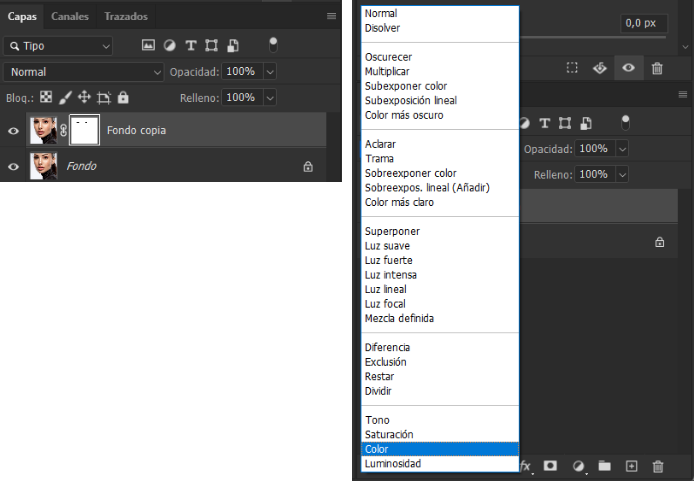 Capas Canales Trazados
Tipo
Normal Opacidad: 100%
Bloq.: Relleno: 100%
Fondo copia
Fondo
Normal
Disolver
Oscurecer
Multiplicar
Subexponer color
Subexposición lineal
Color más oscuro
Aclarar
Trama
Sobreexponer color
Sobreexpos. lineal (Añadir)
Color más claro
Superponer
Luz suave
Luz fuerte
Luz intensa
Luz lineal
Luz focal
Mezcla definida
Diferencia
Exclusión
Restar
Dividir
Tono
Saturación
Color
Luminosidad
0,0 px
Opacidad: 100%
Relleno: 100%
fx